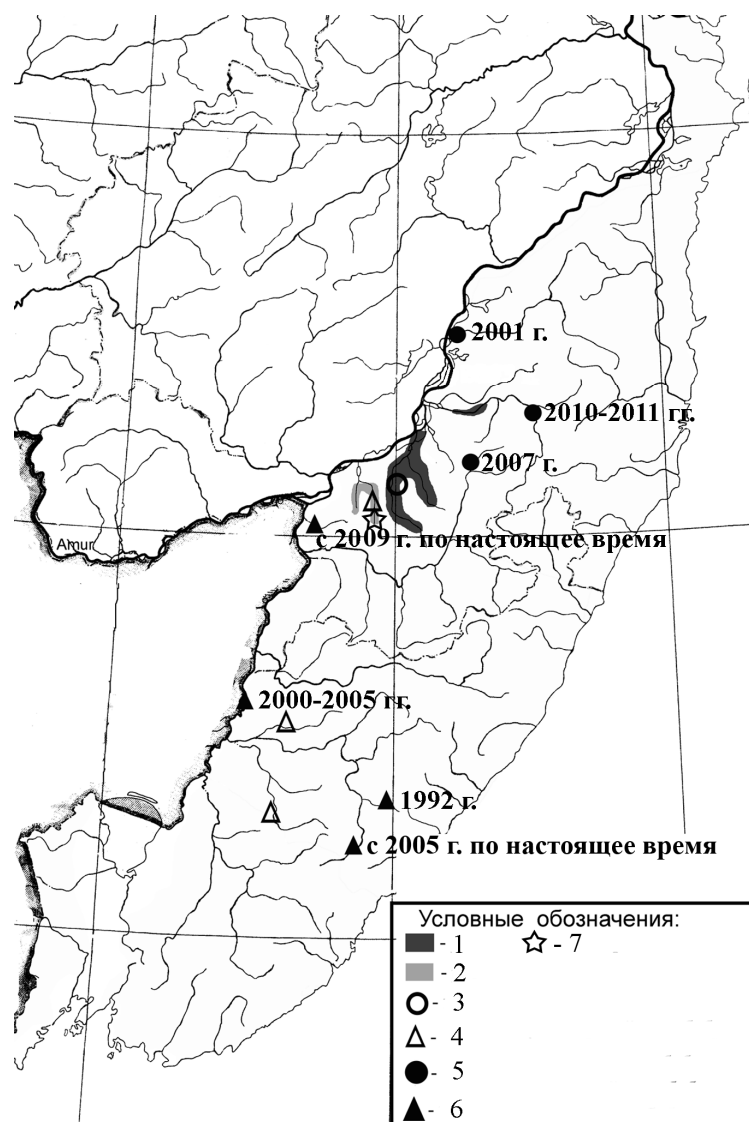 2001 г.
2010-2011 гг.
2007 г.
Amur
с 2009 г. по настоящее время
2000-2005 гг.
1992 г.
с 2005 г. по настоящее время
Условные обозначения:
- 1 - 7
- 2
- 3
- 4
- 5
- 6